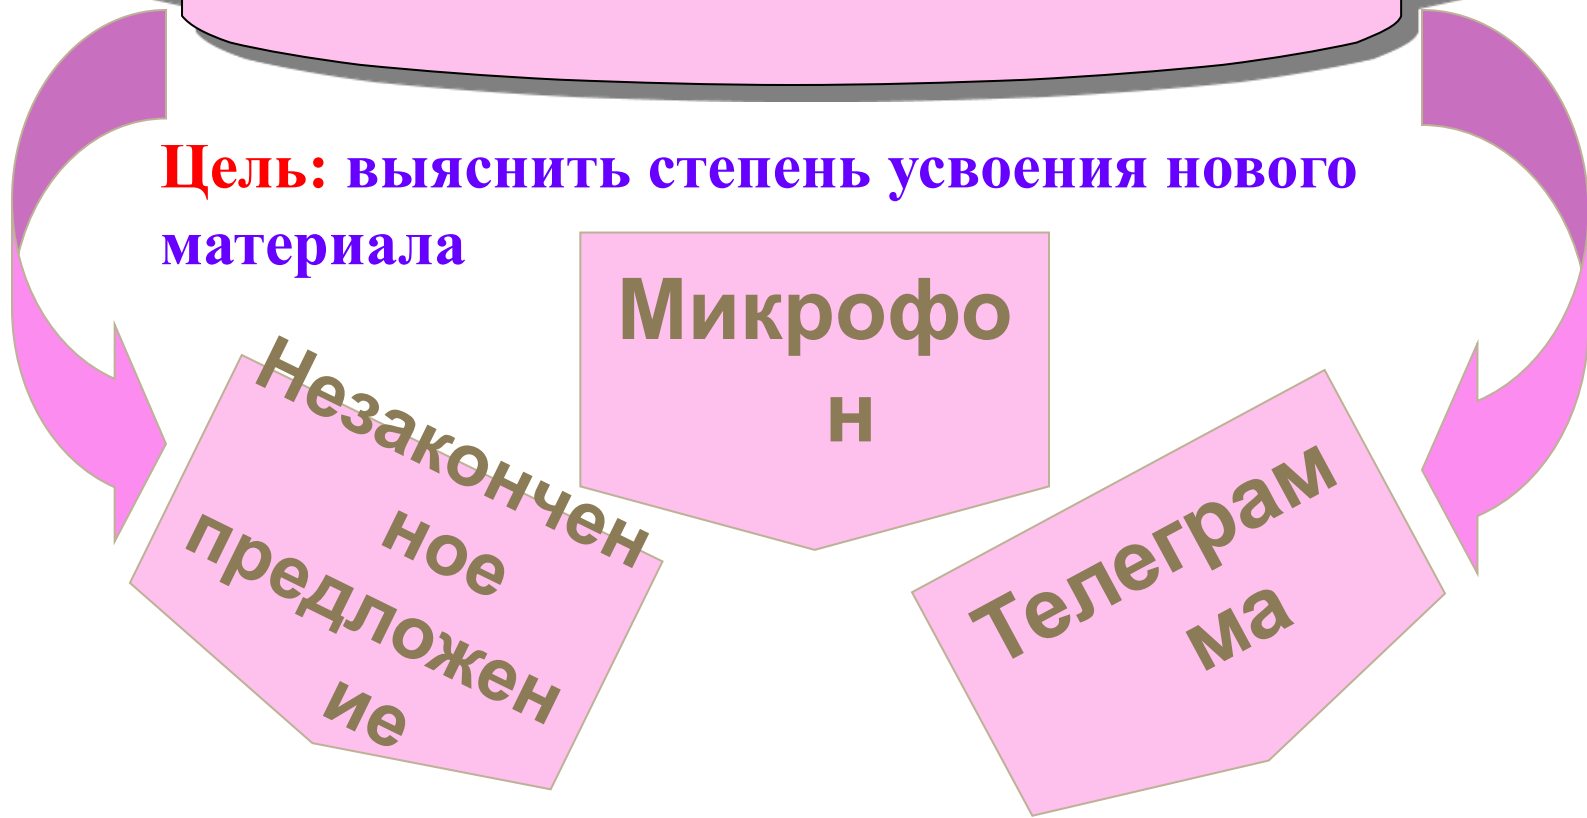 Цель: выяснить степень усвоения нового
материала
Микрофо
н
Незакончен
ное
предложен
ие
Телеграм
ма